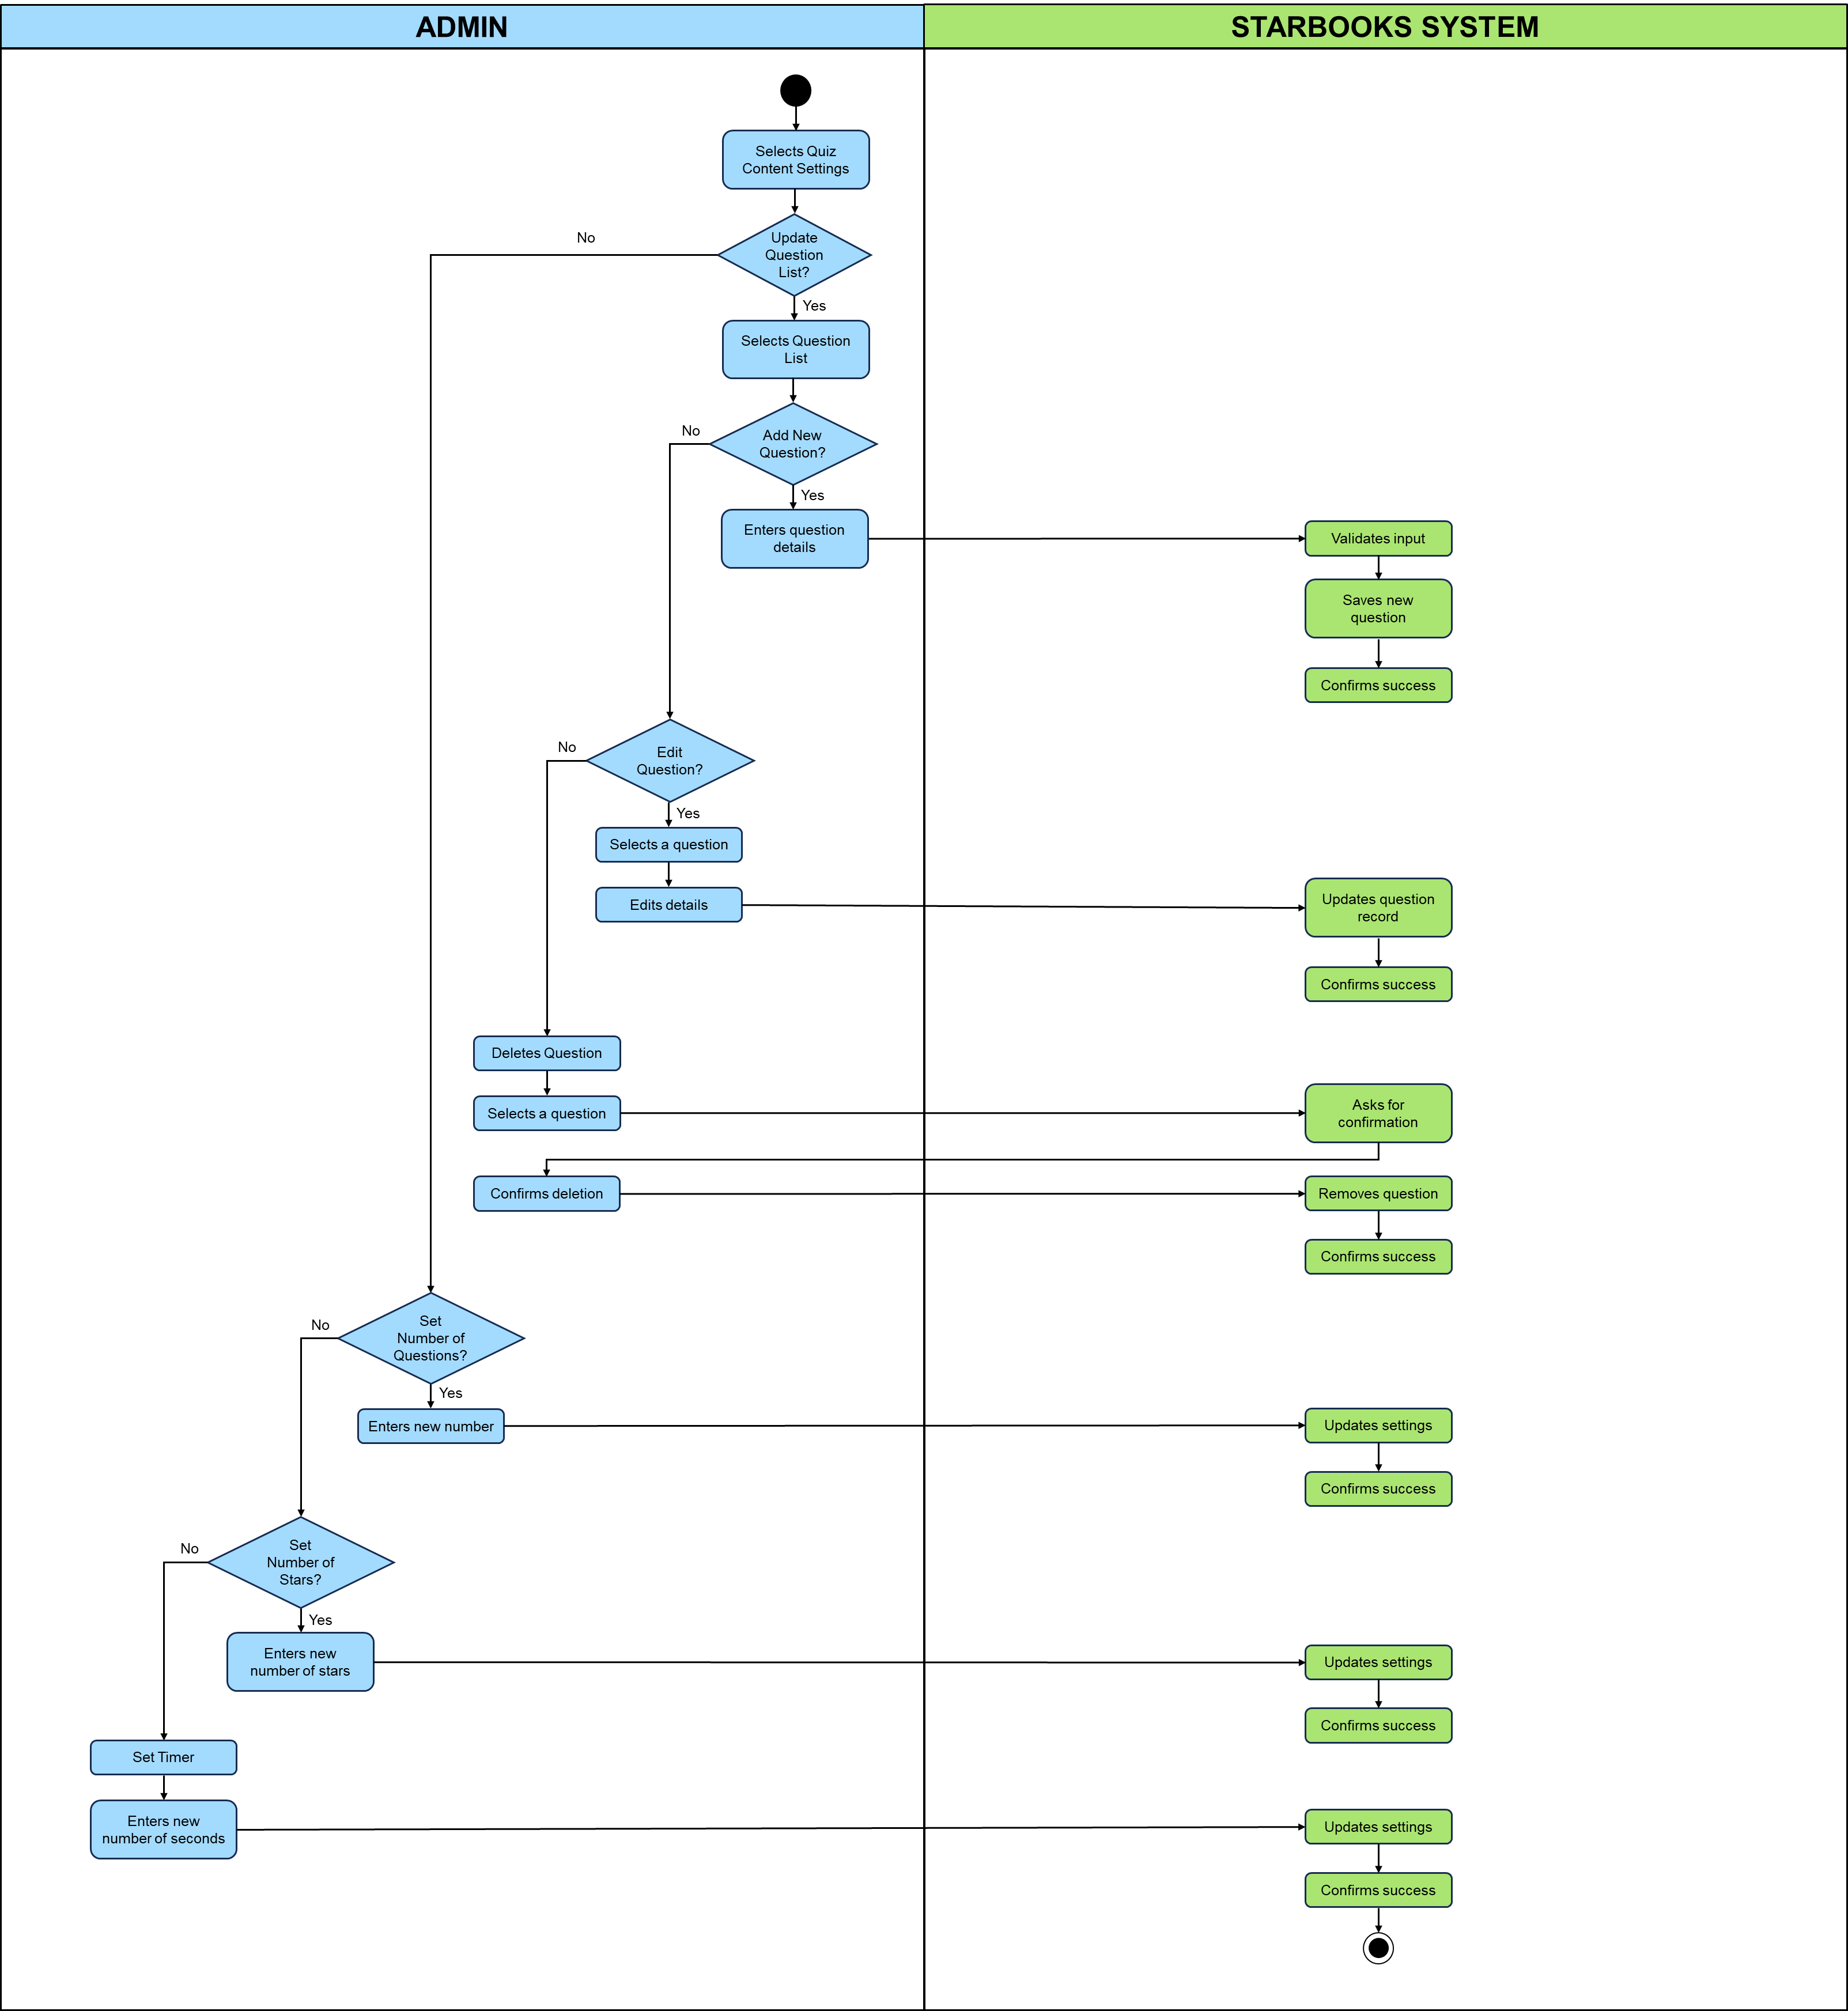 ADMIN
STARBOOKS SYSTEM
Selects Quiz
Content Settings
No
Update
Question
List?
Yes
Selects Question
List
No
Add New
Question?
Yes
Enters question
details
Validates input
Saves new
question
Confirms success
No
Edit
Question?
Yes
Selects a question
Edits details
Updates question
record
Confirms success
Deletes Question
Selects a question
Asks for
confirmation
Confirms deletion
Removes question
Confirms success
No
Set
Number of
Questions?
Yes
Enters new number
Updates settings
Confirms success
No
Set
Number of
Stars?
Yes
Enters new
number of stars
Updates settings
Confirms success
Set Timer
Enters new
number of seconds
Updates settings
Confirms success